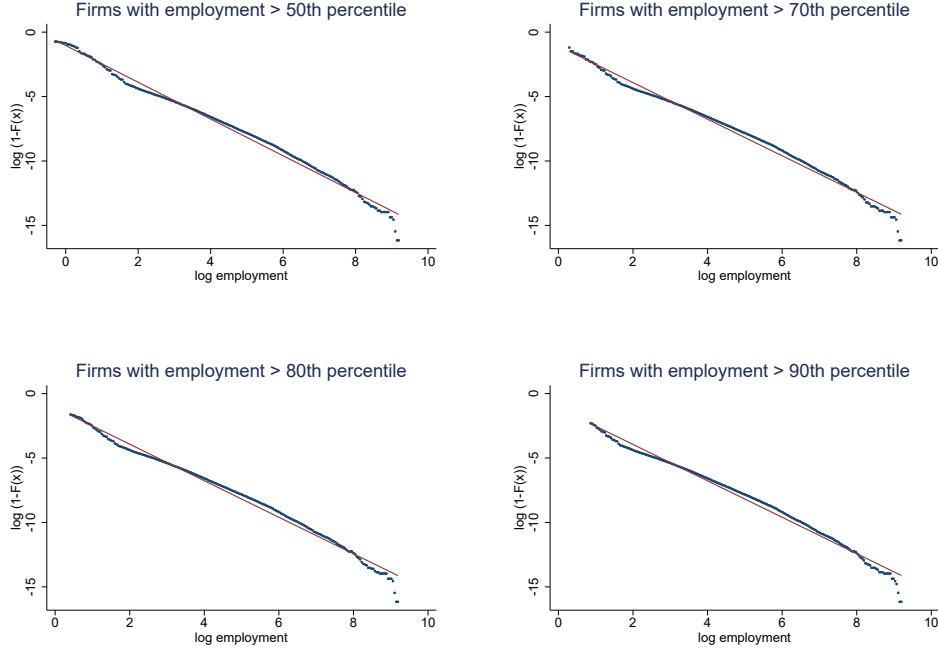 Firms with employment > 50th percentile
log (1-F(x))
0
-5
-10
-15
0 2 4 6 8 10
log employment
Firms with employment > 70th percentile
log (1-F(x))
0
-5
-10
-15
0 2 4 6 8 10
log employment
Firms with employment > 80th percentile
log (1-F(x))
0
-5
-10
-15
0 2 4 6 8 10
log employment
Firms with employment > 90th percentile
log (1-F(x))
0
-5
-10
-15
0 2 4 6 8 10
log employment